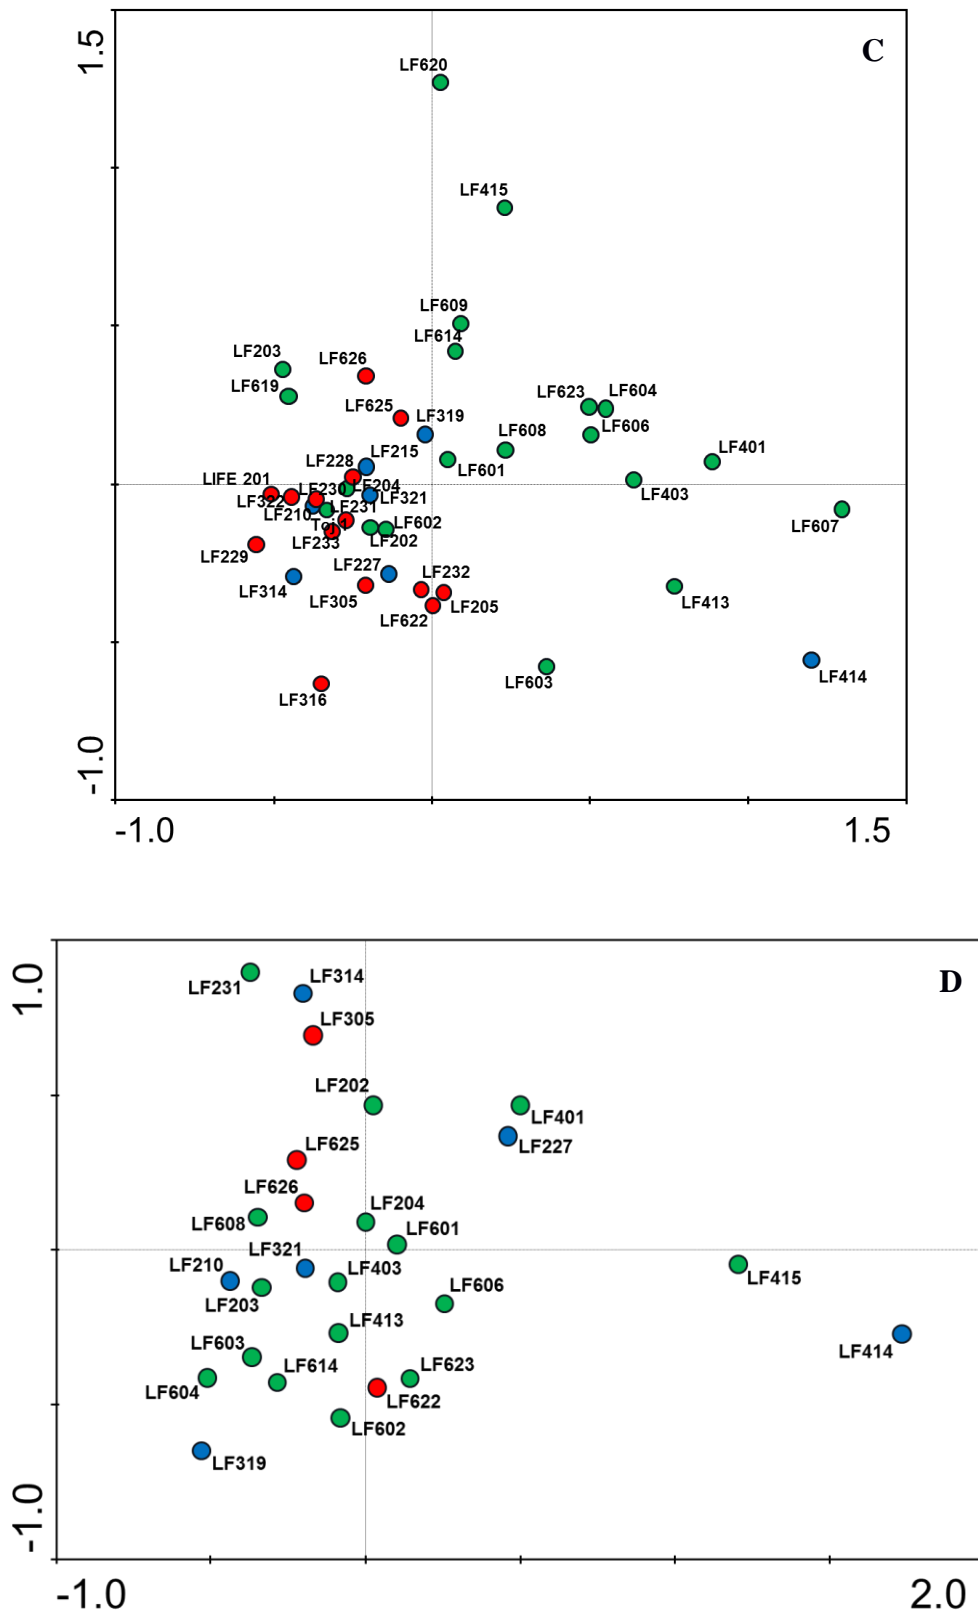 1.5
C
LF620
LF415
LF609
LF614
LF203
LF626
LF619
LF623 LF604
LF625
LF319
LF606
LF608
LF401
LF215
LF228
LF601
LIFE 201
LF230 LF204
LF403
LF322
LF321
LF210
LF231
LF607
LF602
LF233
LF202
LF229
LF227
LF232
LF314
LF305
LF205
LF413
LF622
LF414
LF603
LF316
-1.0
-1.0
1.5
1.0
D
LF314
LF231
LF305
LF202
LF401
LF227
LF625
LF626
LF204
LF608
LF601
LF321
LF210
LF403
LF415
LF606
LF203
LF413
LF603
LF414
LF614
LF623
LF604
LF622
LF602
LF319
-1.0
-1.0
2.0